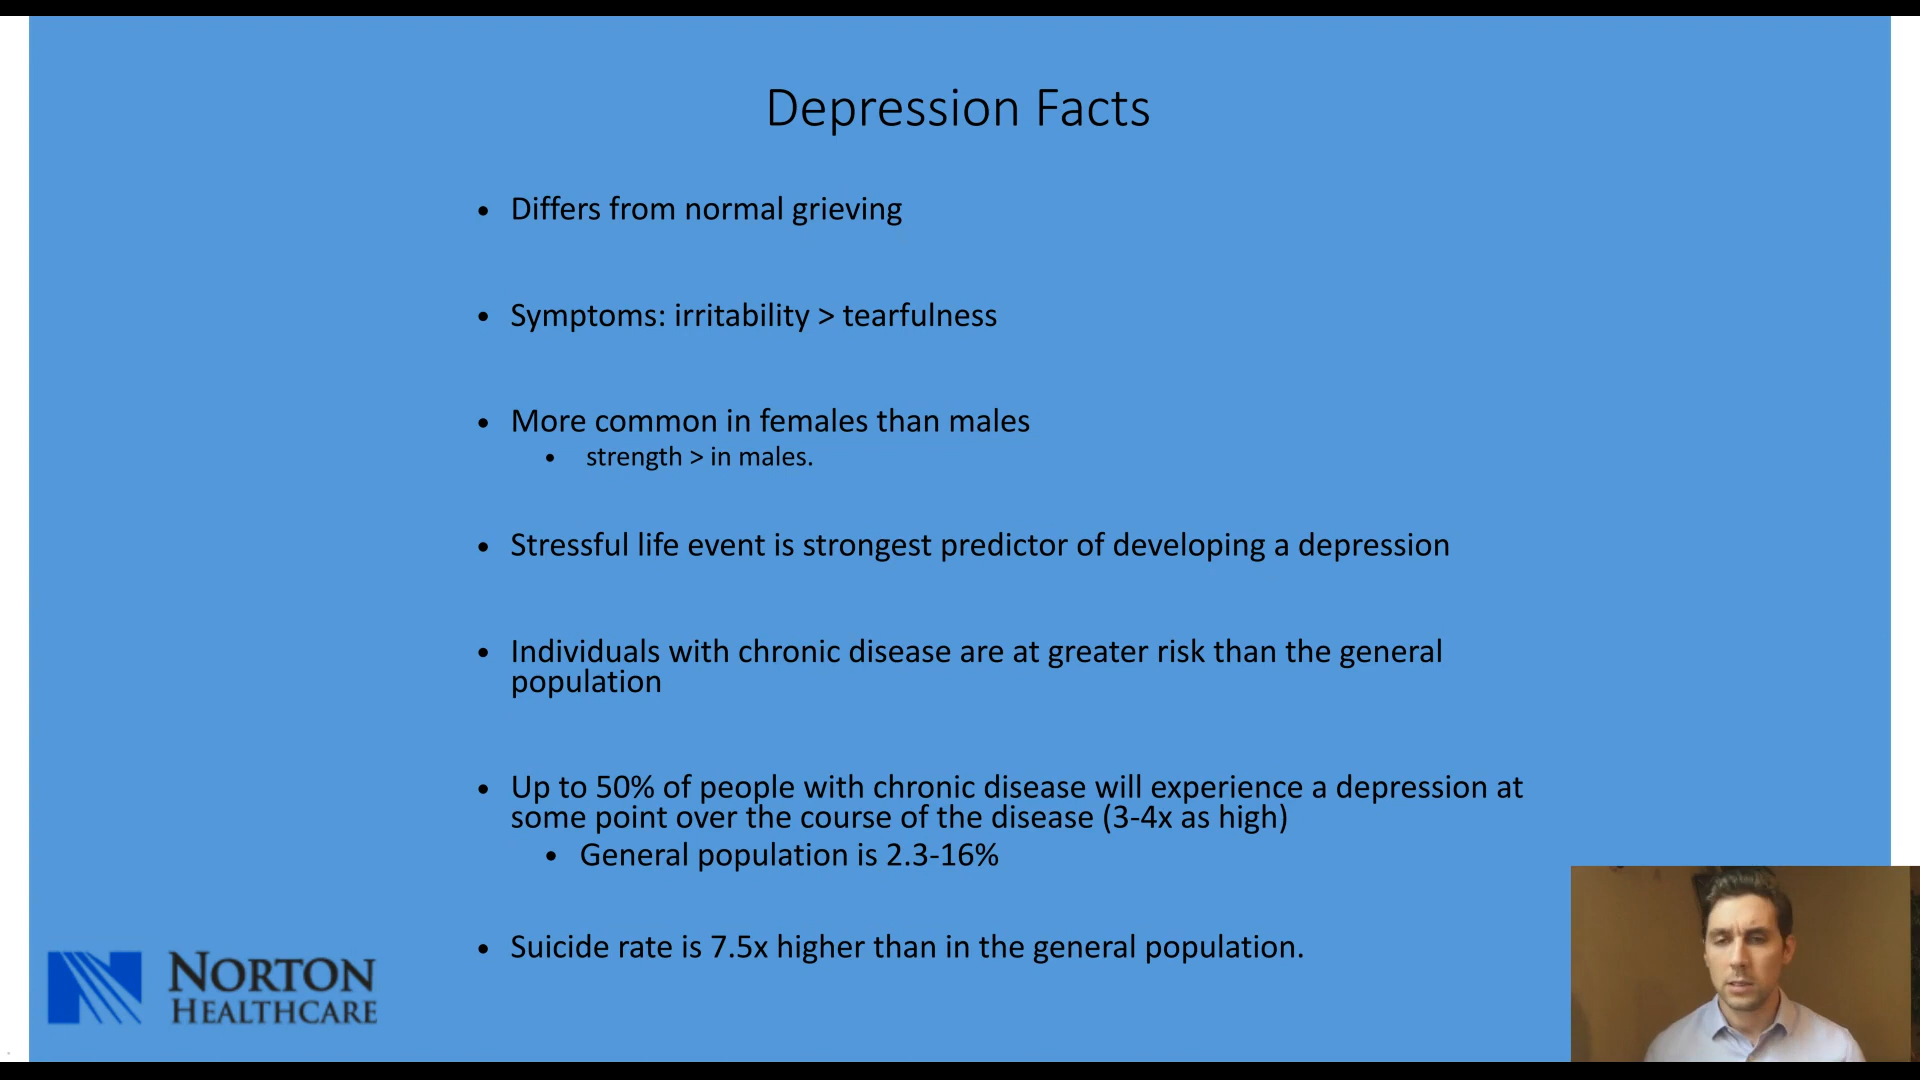 Depression Facts
• Differs from normal grieving
• Symptoms: irritability > tearfulness
• More common in females than males
• strength > in males.
• Stressful life event is strongest predictor of developing a depression
• Individuals with chronic disease are at greater risk than the general
population
• Up to 50% of people with chronic disease will experience a depression at
some point over the course of the disease (3-4x as high)
• General population is 2.3-16%
• Suicide rate is 7.5x higher than in the general population.
NORTON
HEALTHCARE